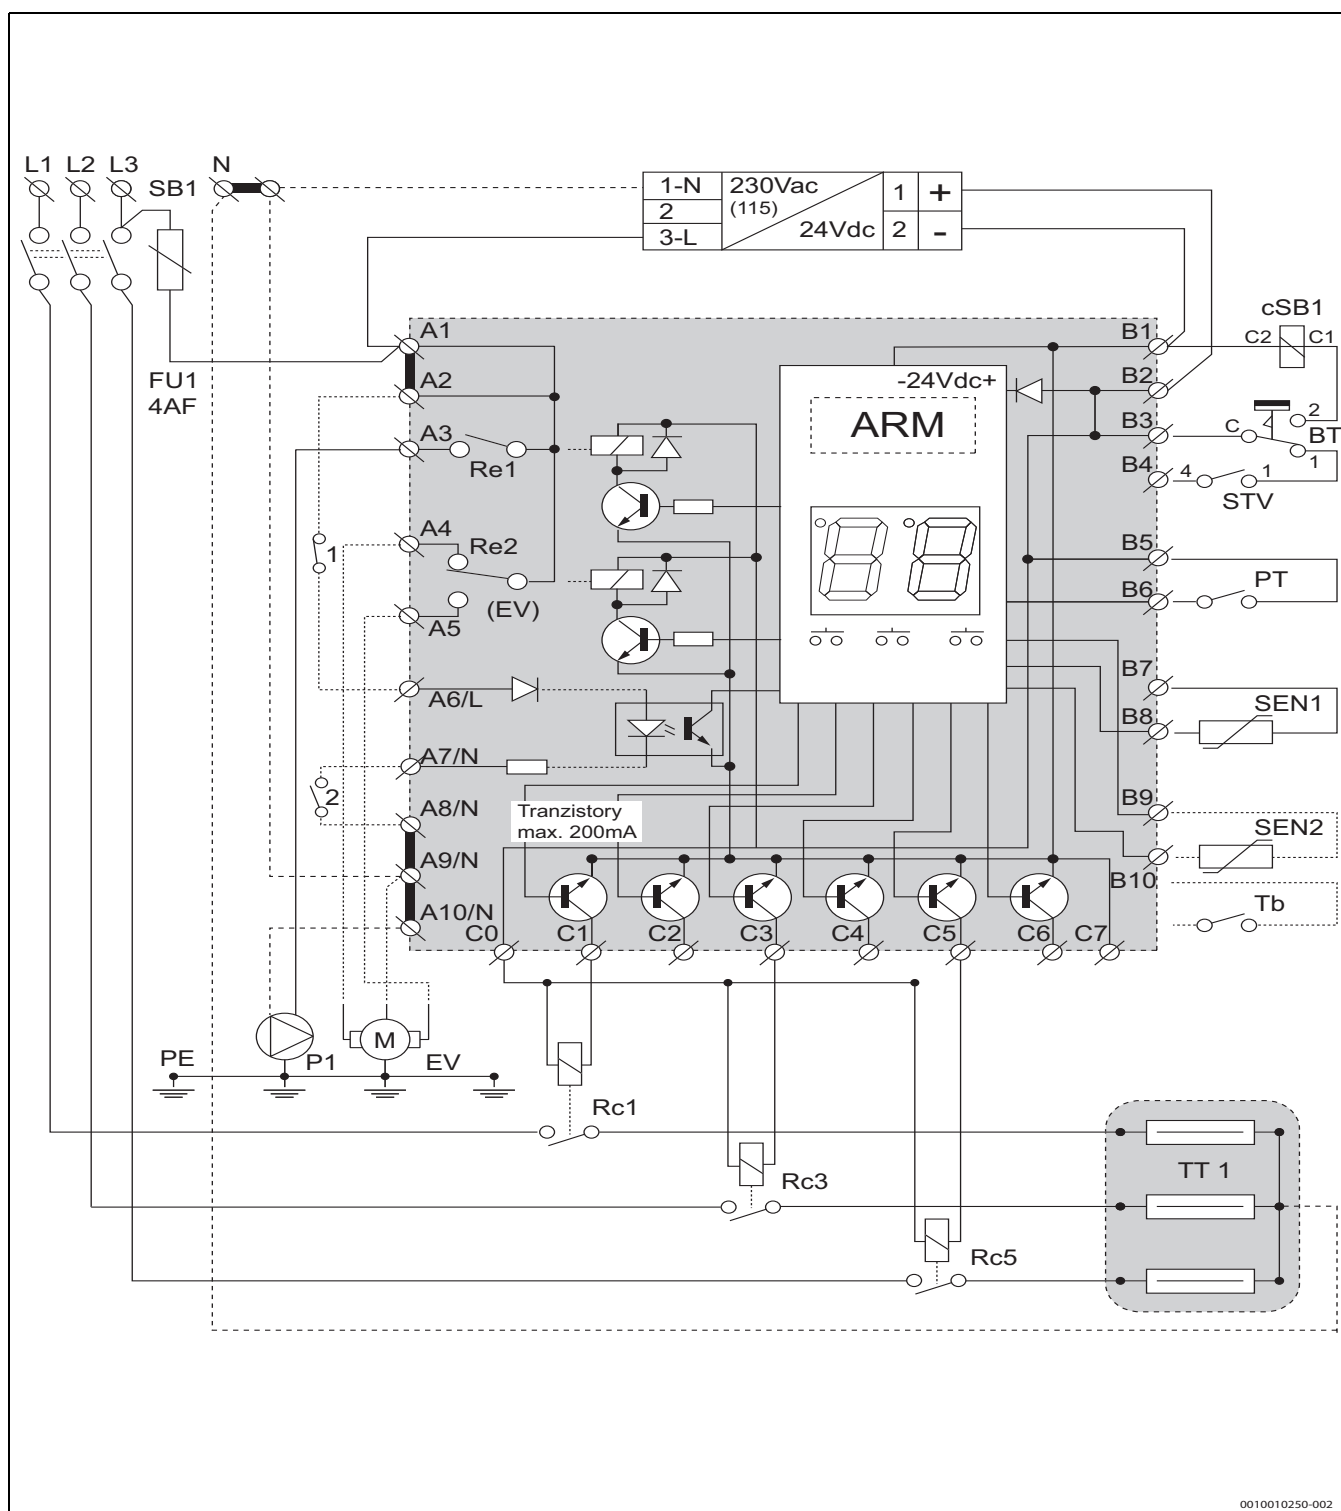 L1 L2 L3 SB1 N
1-N 230Vac 1 +
2 (115)
3-L 24Vdc 2 -
FU1
4AF
cSB1
C2 C1
A1
A2
A3
Re1
A4
Re2
(EV)
A5
A6/L
A7/N
A8/N
A9/N
A10/N
1
2
-24Vdc+
ARM
B1
B2
B3
B4
B5
B6
B7
B8
B9
B10
C 2 BT
1
4 1
STV
PT
SEN1
SEN2
Tb
Tranzistory
max. 200mA
C0 C1 C2 C3 C4 C5 C6 C7
M
PE P1 EV
Rc1
Rc3
Rc5
TT 1
0010010250-002